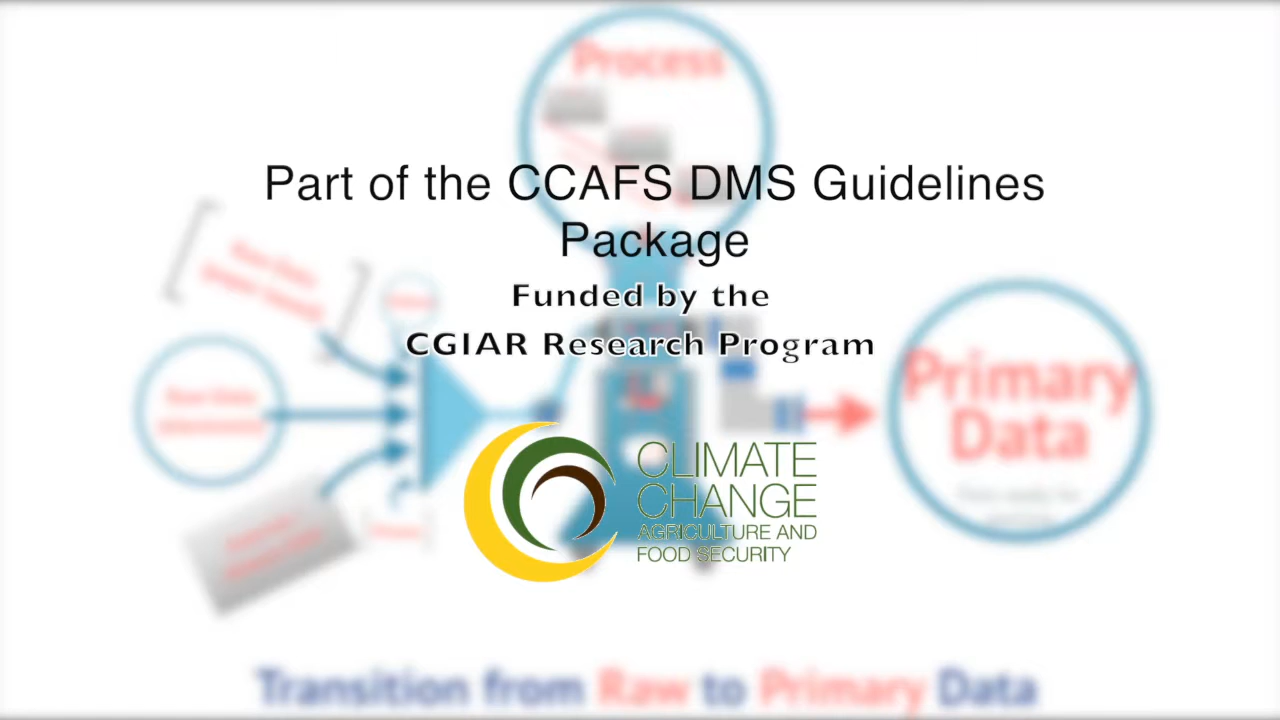 Process
Part of the CCAFS DMS Guidelines
Package
Funded by the
CGIAR Research Program
Primary
Data
CLIMATE
CHANGE
AGRICULTURE AND
FOOD SECURITY
Transition from Raw to Primary Data